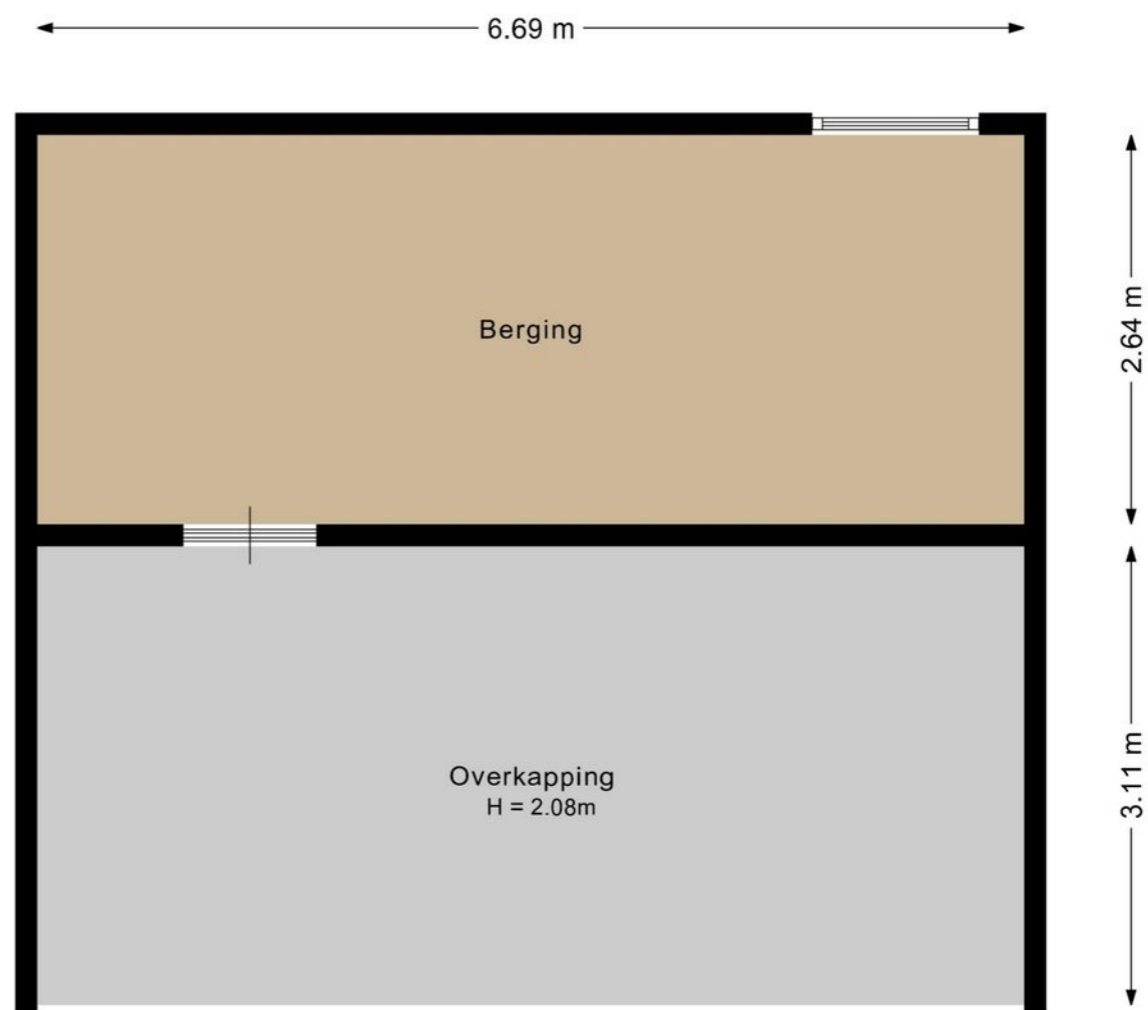 6.69 m
2.64 m
Berging
Overkapping
H = 2.08m
3.11 m